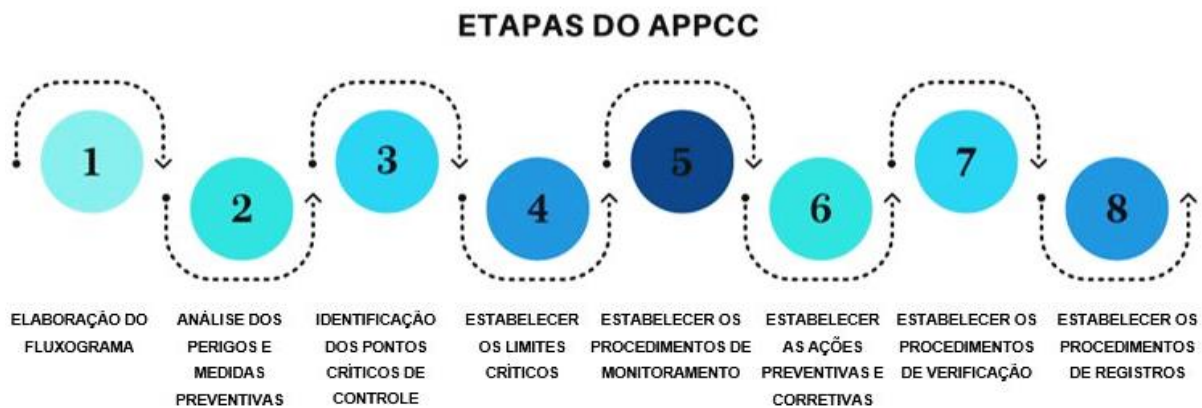 ETAPAS DO APPCC
1
2
3
4
5
6
7
8
ELABORAÇÃO DO
FLUXOGRAMA
ANÁLISE DOS
PERIGOS E
MEDIDAS
PREVENTIVAS
IDENTIFICAÇÃO
DOS PONTOS
CRÍTICOS DE
CONTROLE
ESTABELECER
OS LIMITES
CRÌTICOS
ESTABELECER OS
PROCEDIMENTOS DE
MONITORAMENTO
ESTABELECER
AS AÇÕES
PREVENTIVAS E
CORRETIVAS
ESTABELECER OS
PROCEDIMENTOS
DE VERIFICAÇÃO
ESTABELECER OS
PROCEDIMENTOS
DE REGISTROS